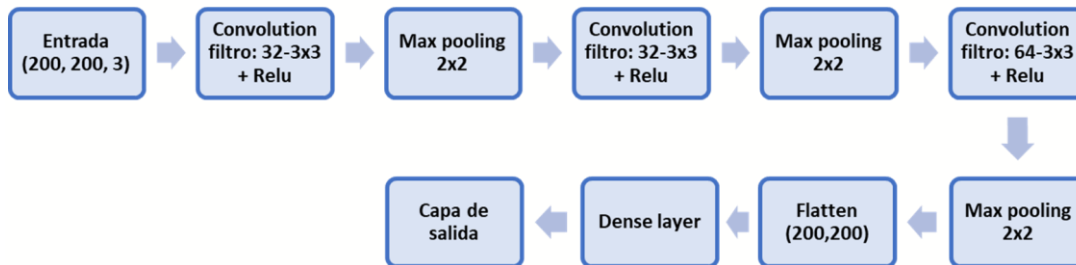 Entrada
(200, 200, 3)
Convolution
filtro: 32-3x3
+ Relu
Max pooling
2x2
Convolution
filtro: 32-3x3
+ Relu
Max pooling
2x2
Convolution
filtro: 64-3x3
+ Relu
Max pooling
2x2
Flatten
(200,200)
Dense layer
Capa de
salida